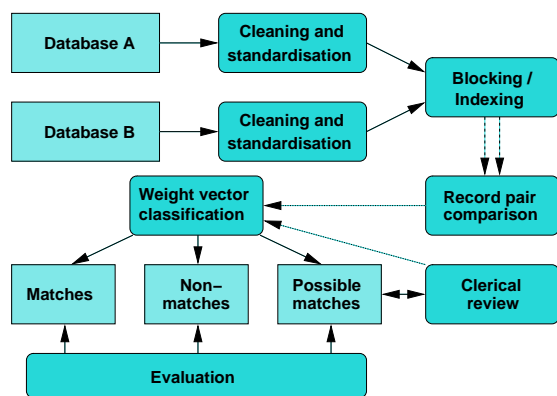 Database A
Cleaning and
standardisation
Blocking /
Indexing
Database B
Cleaning and
standardisation
Weight vector
classification
Record pair
comparison
Matches
Non−
matches
Possible
matches
Clerical
review
Evaluation